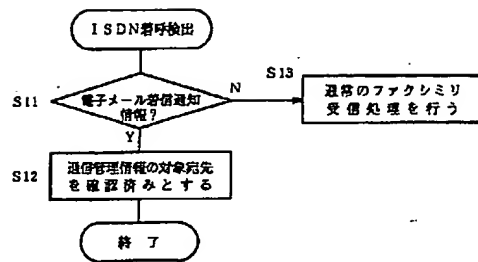 ISDN着呼検出
S11
電子メール着信通知
情報?
N
S13
通常のファクシミリ
受信処理を行う
Y
S12
通信管理情報の対象宛先
を確認済みとする
終了